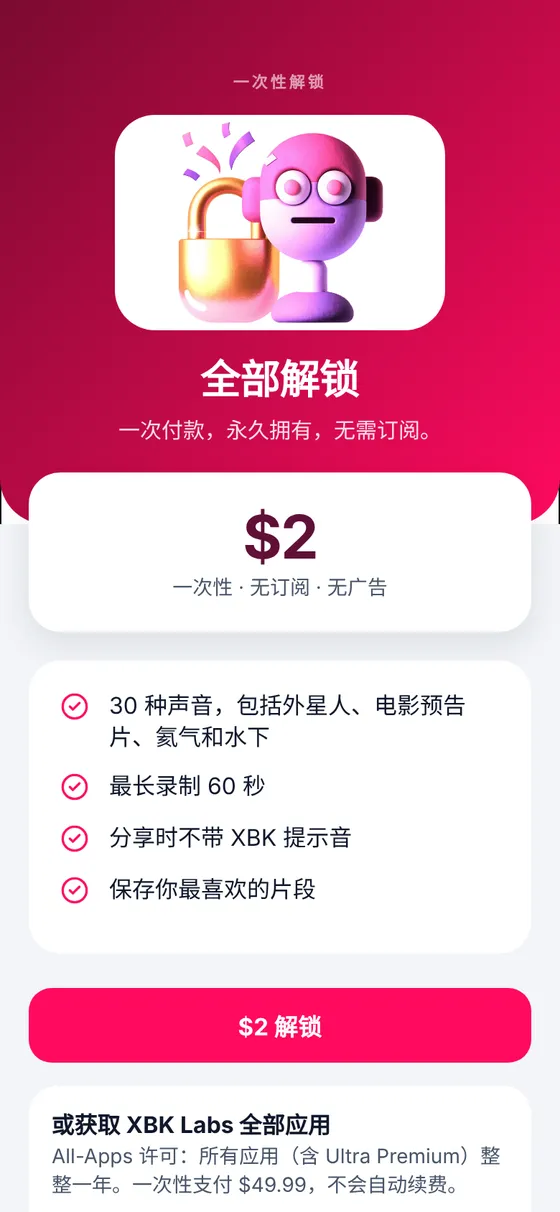 一次性解锁
全部解锁
一次付款，永久拥有，无需订阅。
$2
一次性 · 无订阅 · 无广告
30 种声音，包括外星人、电影预告
片、氦气和水下
最长录制 60 秒
分享时不带 XBK 提示音
保存你最喜欢的片段
$2 解锁
或获取 XBK Labs 全部应用
All-Apps 许可：所有应用（含 Ultra Premium）整
整一年。一次性支付 $49.99，不会自动续费。